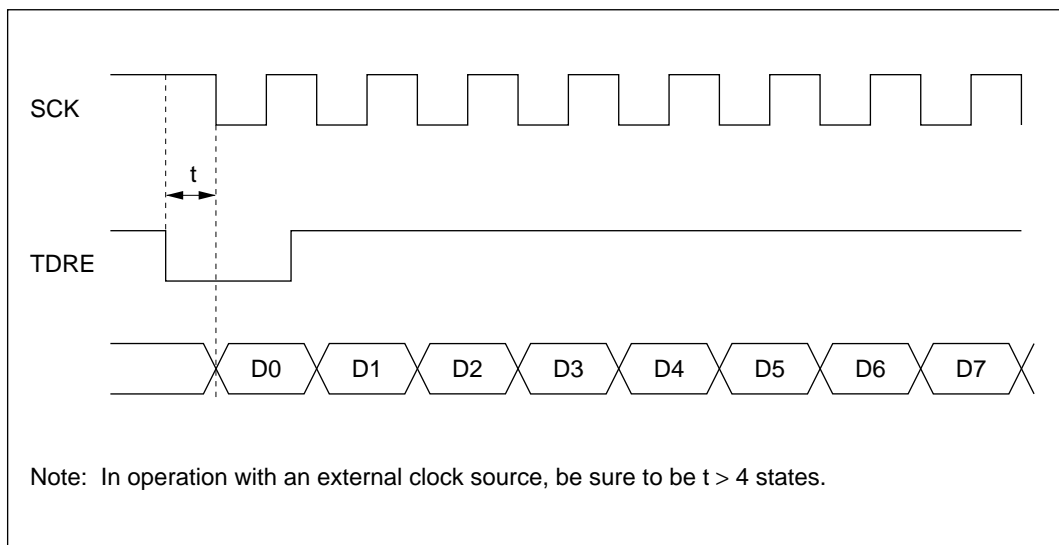 SCK
t
TDRE
D0 D1 D2 D3 D4 D5 D6 D7
Note: In operation with an external clock source, be sure to be t > 4 states.